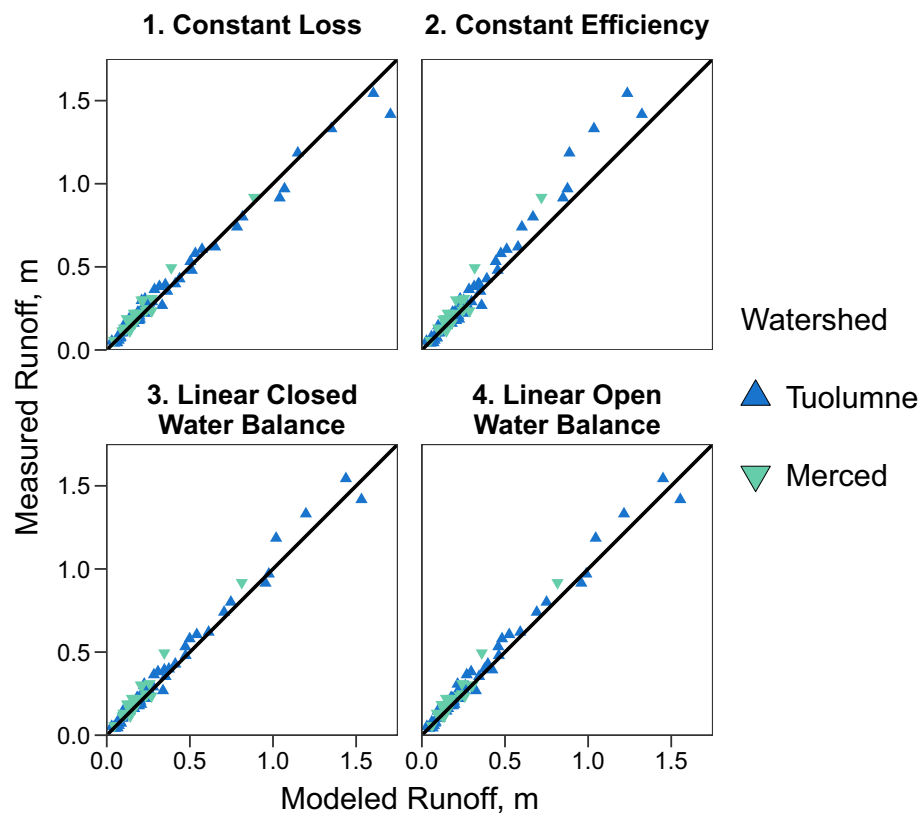 1. Constant Loss
2. Constant Efficiency
Measured Runoff, m
1.5
1.0
0.5
0.0
3. Linear Closed
Water Balance
4. Linear Open
Water Balance
1.5
1.0
0.5
0.0
0.0 0.5 1.0 1.5
0.0 0.5 1.0 1.5
Modeled Runoff, m
Watershed
Tuolumne
Merced